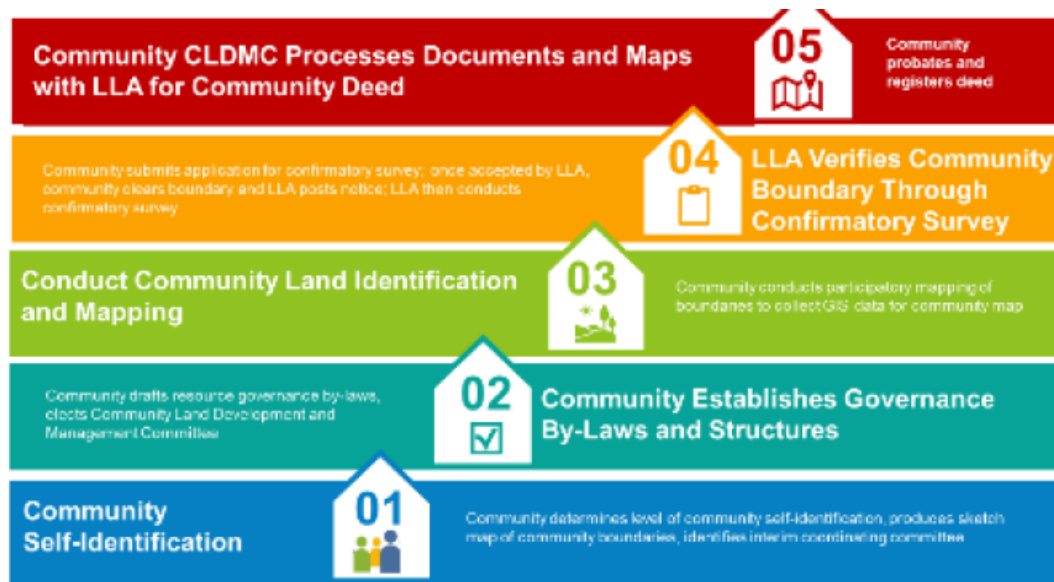 Community CLDMC Processes Documents and Maps
with LLA for Community Deed
05
Community
probates and
registers deed
Community submits application for confirmatory survey; once accepted by LLA,
community clears boundary and LLA posts notice; LLA then conducts
confirmatory survey
04
LLA Verifies Community
Boundary Through
Confirmatory Survey
Conduct Community Land Identification
and Mapping
03
Community conducts participatory mapping of
boundaries to collect GIS data for community map
Community drafts resource governance by-laws,
elects Community Land Development and
Management Committee
02
Community Establishes Governance
By-Laws and Structures
Community
Self-Identification
01
Community determines level of community self-identification, produces sketch
map of community boundaries, identifies interim coordinating committee